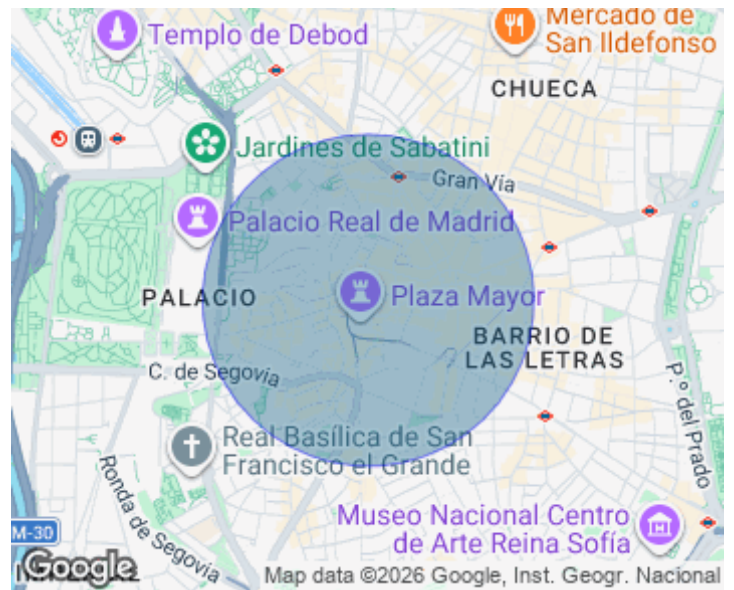 Mercado de
San Ildefonso
Templo de Debod
CHUECA
Jardines de Sabatini
Gran Vía
Palacio Real de Madrid
PALACIO
Plaza Mayor
BARRIO DE
LAS LETRAS
C. de Segovia
P.º del Prado
Real Basílica de San
Francisco el Grande
Ronda de Segovia
Museo Nacional Centro
de Arte Reina Sofía
M-30
Google
Map data ©2026 Google, Inst. Geogr. Nacional